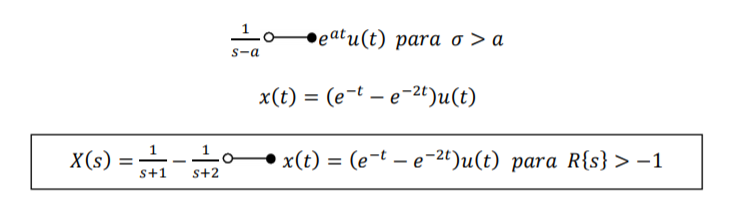 1/(s−a) ○—● e^{at}u(t) para σ > a
x(t) = (e^{−t} − e^{−2t})u(t)
X(s) = 1/(s+1) − 1/(s+2) ○—● x(t) = (e^{−t} − e^{−2t})u(t) para R{s} > −1